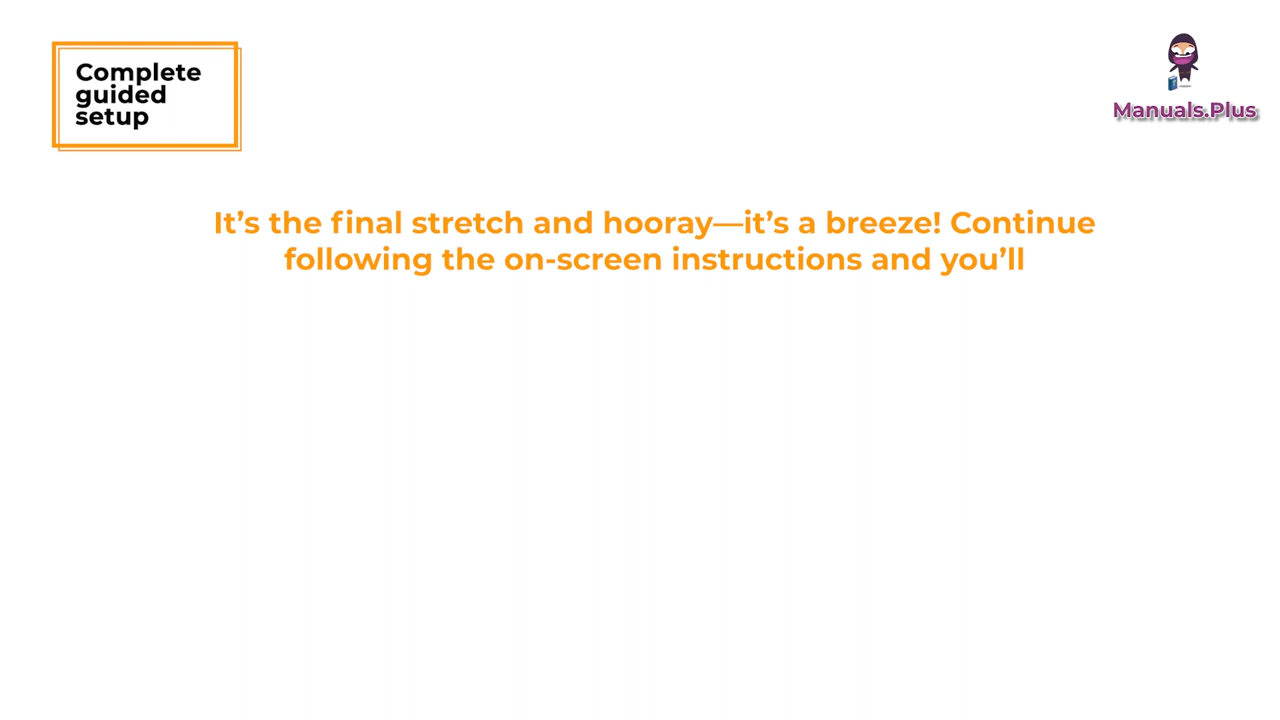 Complete
guided
setup
Manuals.Plus
It’s the final stretch and hooray—it’s a breeze! Continue
following the on-screen instructions and you’ll